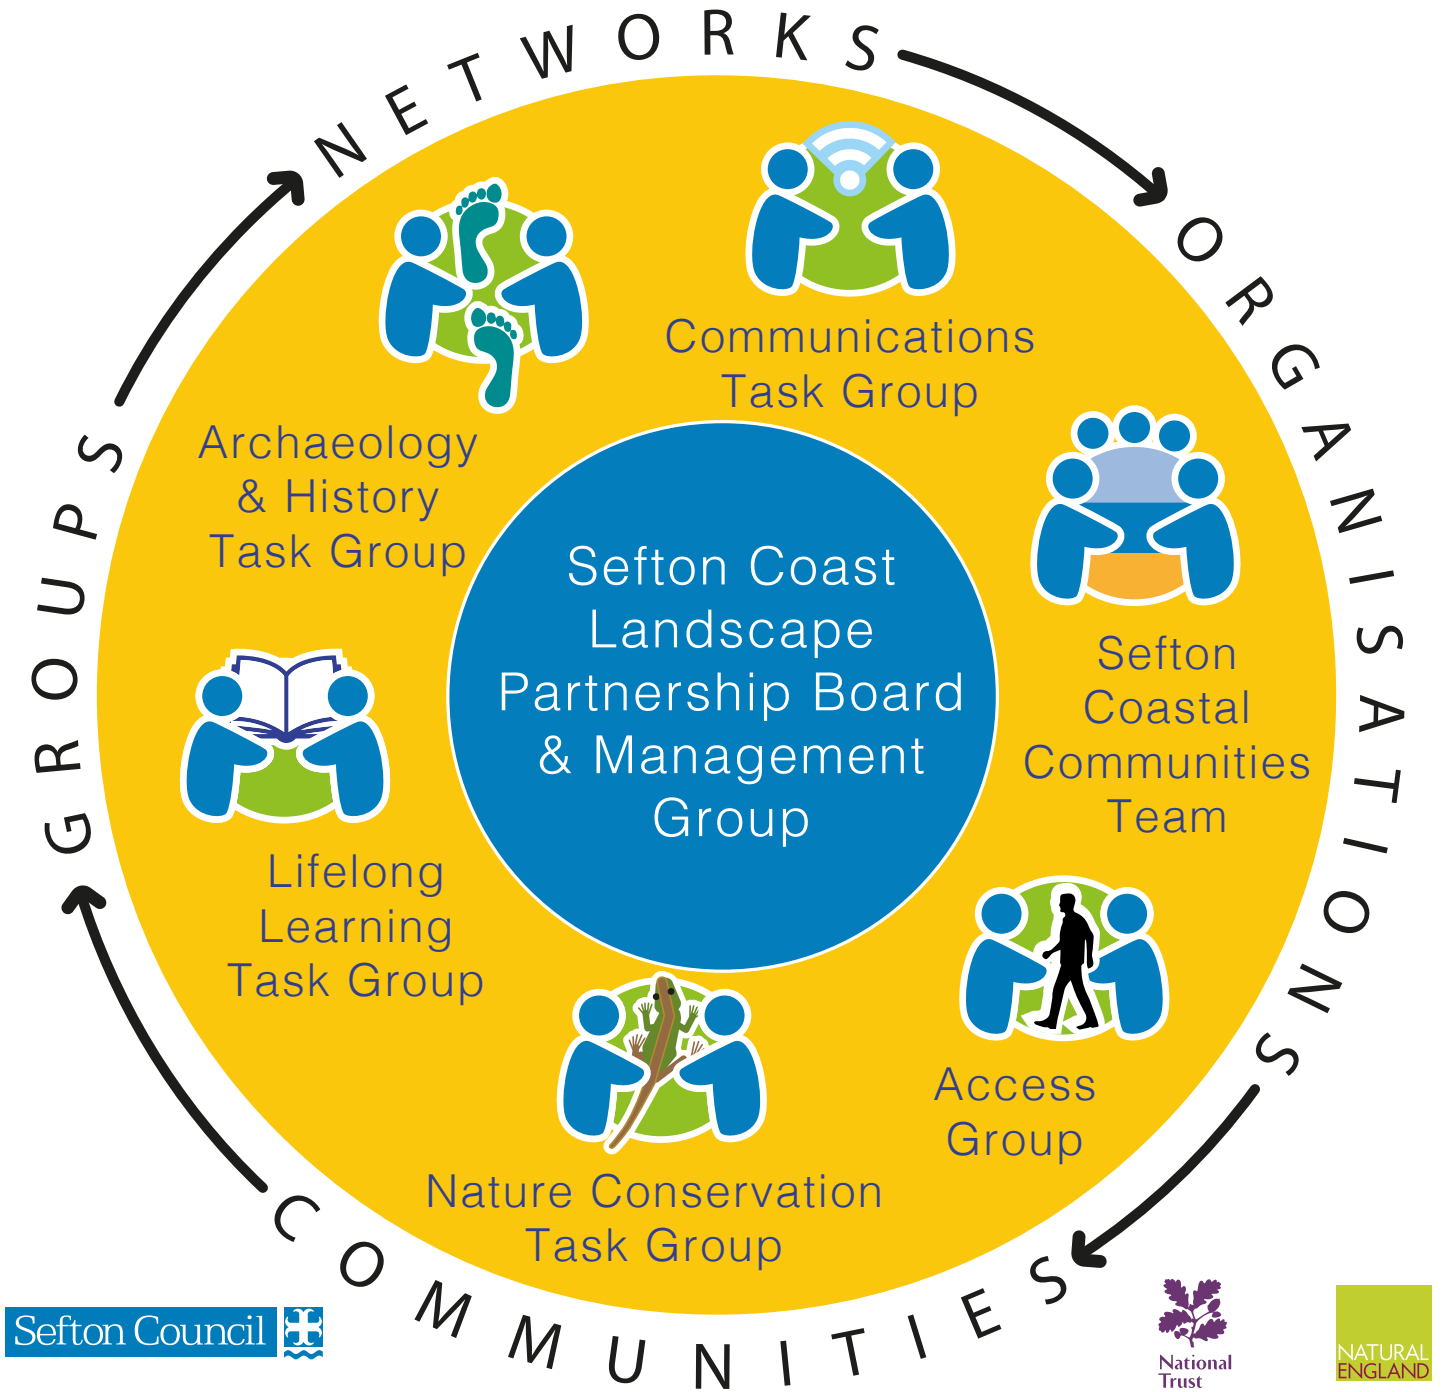 NETWORKS
ORGANISATIONS
COMMUNITIES
GROUPS
Communications
Task Group
Archaeology
& History
Task Group
Sefton
Coastal
Communities
Team
Sefton Coast
Landscape
Partnership Board
& Management
Group
Lifelong
Learning
Task Group
Access
Group
Nature Conservation
Task Group
Sefton Council
National
Trust
NATURAL
ENGLAND